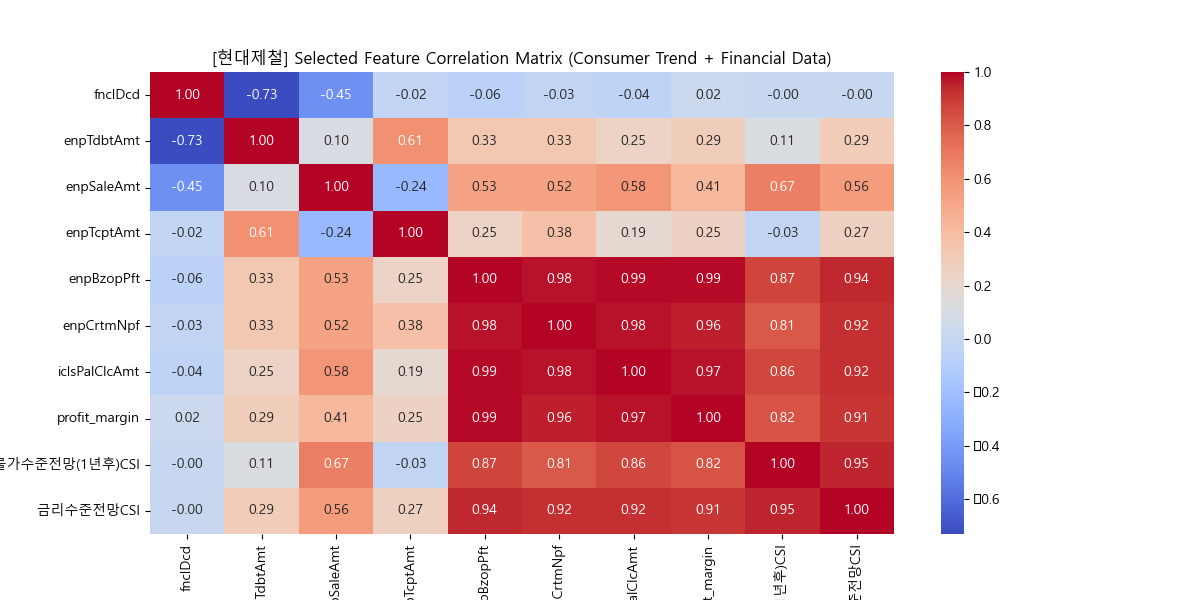 [현대제철] Selected Feature Correlation Matrix (Consumer Trend + Financial Data)
fnclDcd 1.00 -0.73 -0.45 -0.02 -0.06 -0.03 -0.04 0.02 -0.00 -0.00
enpTdbtAmt -0.73 1.00 0.10 0.61 0.33 0.33 0.25 0.29 0.11 0.29
enpSaleAmt -0.45 0.10 1.00 -0.24 0.53 0.52 0.58 0.41 0.67 0.56
enpTcptAmt -0.02 0.61 -0.24 1.00 0.25 0.38 0.19 0.25 -0.03 0.27
enpBzopPft -0.06 0.33 0.53 0.25 1.00 0.98 0.99 0.99 0.87 0.94
enpCrtmNpf -0.03 0.33 0.52 0.38 0.98 1.00 0.98 0.96 0.81 0.92
iclsPalClcAmt -0.04 0.25 0.58 0.19 0.99 0.98 1.00 0.97 0.86 0.92
profit_margin 0.02 0.29 0.41 0.25 0.99 0.96 0.97 1.00 0.82 0.91
물가수준전망(1년후)CSI -0.00 0.11 0.67 -0.03 0.87 0.81 0.86 0.82 1.00 0.95
금리수준전망CSI -0.00 0.29 0.56 0.27 0.94 0.92 0.92 0.91 0.95 1.00
fnclDcd
TdbtAmt
SaleAmt
TcptAmt
BzopPft
CrtmNpf
alClcAmt
t_margin
년후)CSI
준전망CSI
1.0
0.8
0.6
0.4
0.2
0.0
0.2
0.4
0.6